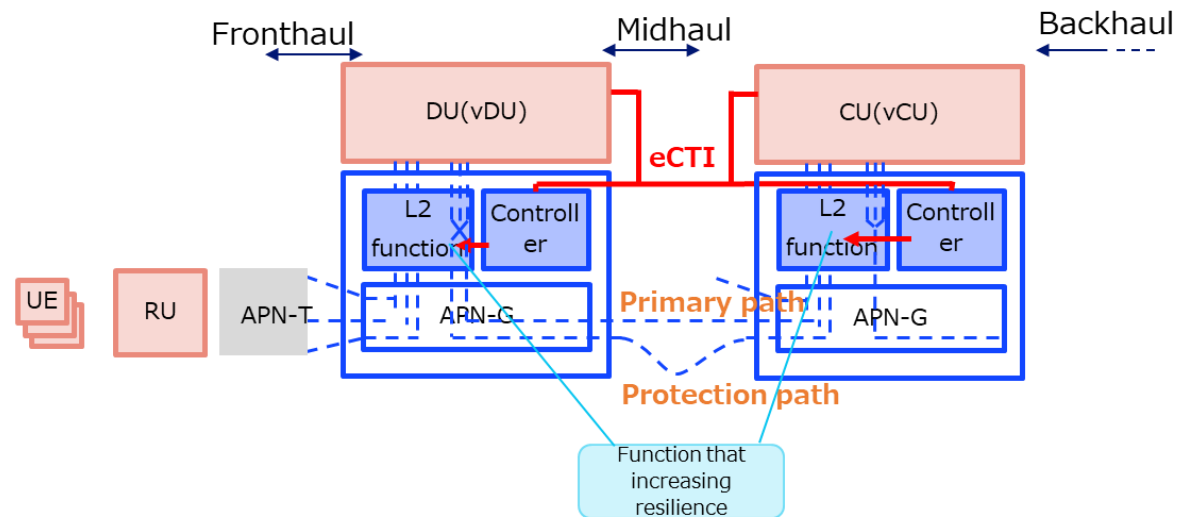 Fronthaul
Midhaul
Backhaul
DU(vDU)
CU(vCU)
eCTI
L2
function
Controll
er
L2
function
Controll
er
UE
RU
APN-T
APN-G
Primary path
APN-G
Protection path
Function that
increasing
resilience